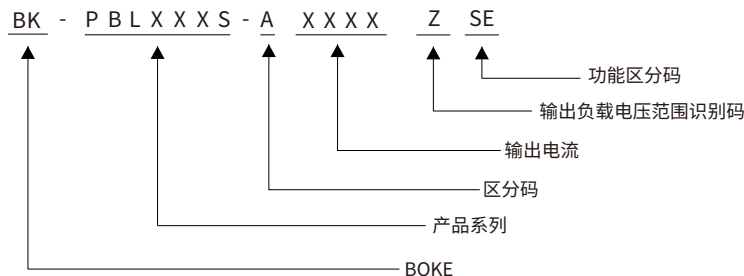 BK - PBLXXXS - A XXXX Z SE
功能区分码
输出负载电压范围识别码
输出电流
区分码
产品系列
BOKE